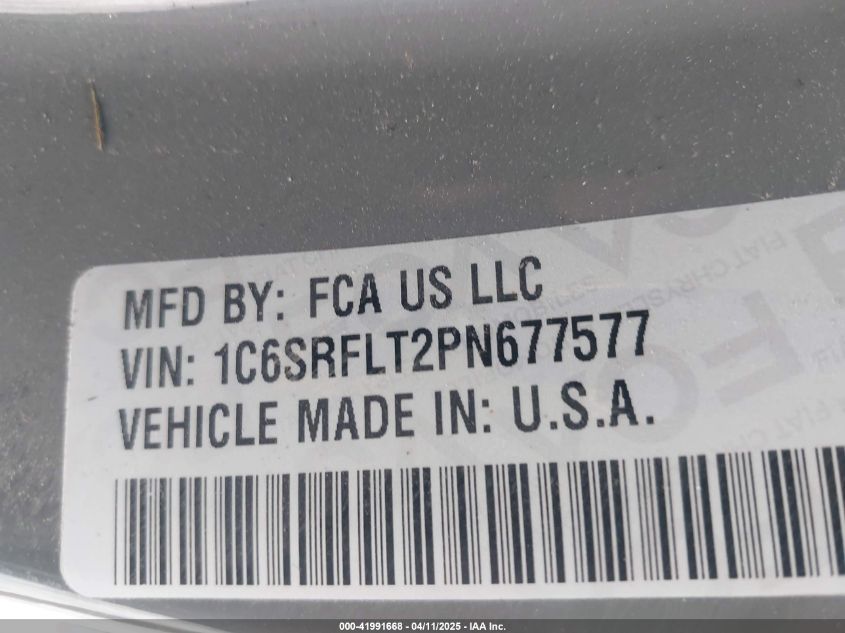 MFD BY: FCA US LLC
VIN: 1C6SRFLT2PN677577
VEHICLE MADE IN: U.S.A.
000-41991668 - 04/11/2025 - IAA Inc.